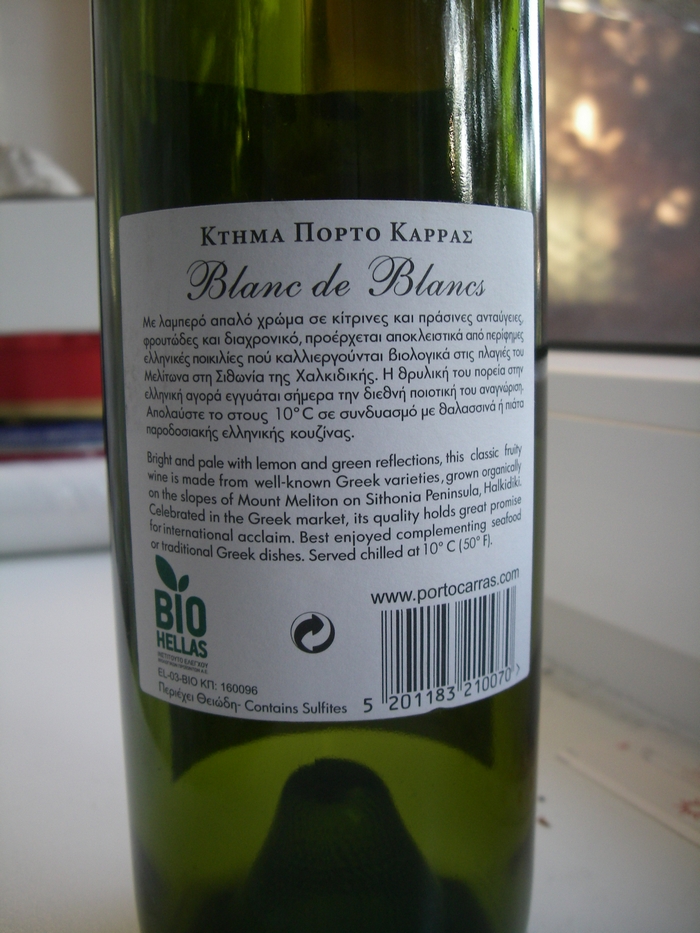 ΚΤΗΜΑ ΠΟΡΤΟ ΚΑΡΡΑΣ
Blanc de Blancs
Με λαμπερό απαλό χρώμα σε κίτρινες και πράσινες ανταύγειες,
φρουτώδες και διαχρονικό, προέρχεται αποκλειστικά από περίφημες
ελληνικές ποικιλίες πού καλλιεργούνται βιολογικά στις πλαγιές του
Μελίτωνα στη Σιθωνία της Χαλκιδικής. Η θρυλική του πορεία στην
ελληνική αγορά εγγυάται σήμερα την διεθνή ποιοτική του αναγνώριση.
Απολαύστε το στους 10°C σε συνδυασμό με θαλασσινά ή πιάτα
παραδοσιακής ελληνικής κουζίνας.
Bright and pale with lemon and green reflections, this classic fruity
wine is made from well-known Greek varieties, grown organically
on the slopes of Mount Meliton on Sithonia Peninsula, Halkidiki.
Celebrated in the Greek market, its quality holds great promise
for international acclaim. Best enjoyed complementing seafood
or traditional Greek dishes. Served chilled at 10° C (50° F).
www.portocarras.com
BIO
HELLAS
ΙΝΣΤΙΤΟΥΤΟ ΕΛΕΓΧΟΥ
EL-03-BIO ΚΠ: 160096
Περιέχει Θειώδη- Contains Sulfites
5 201183 210070 >